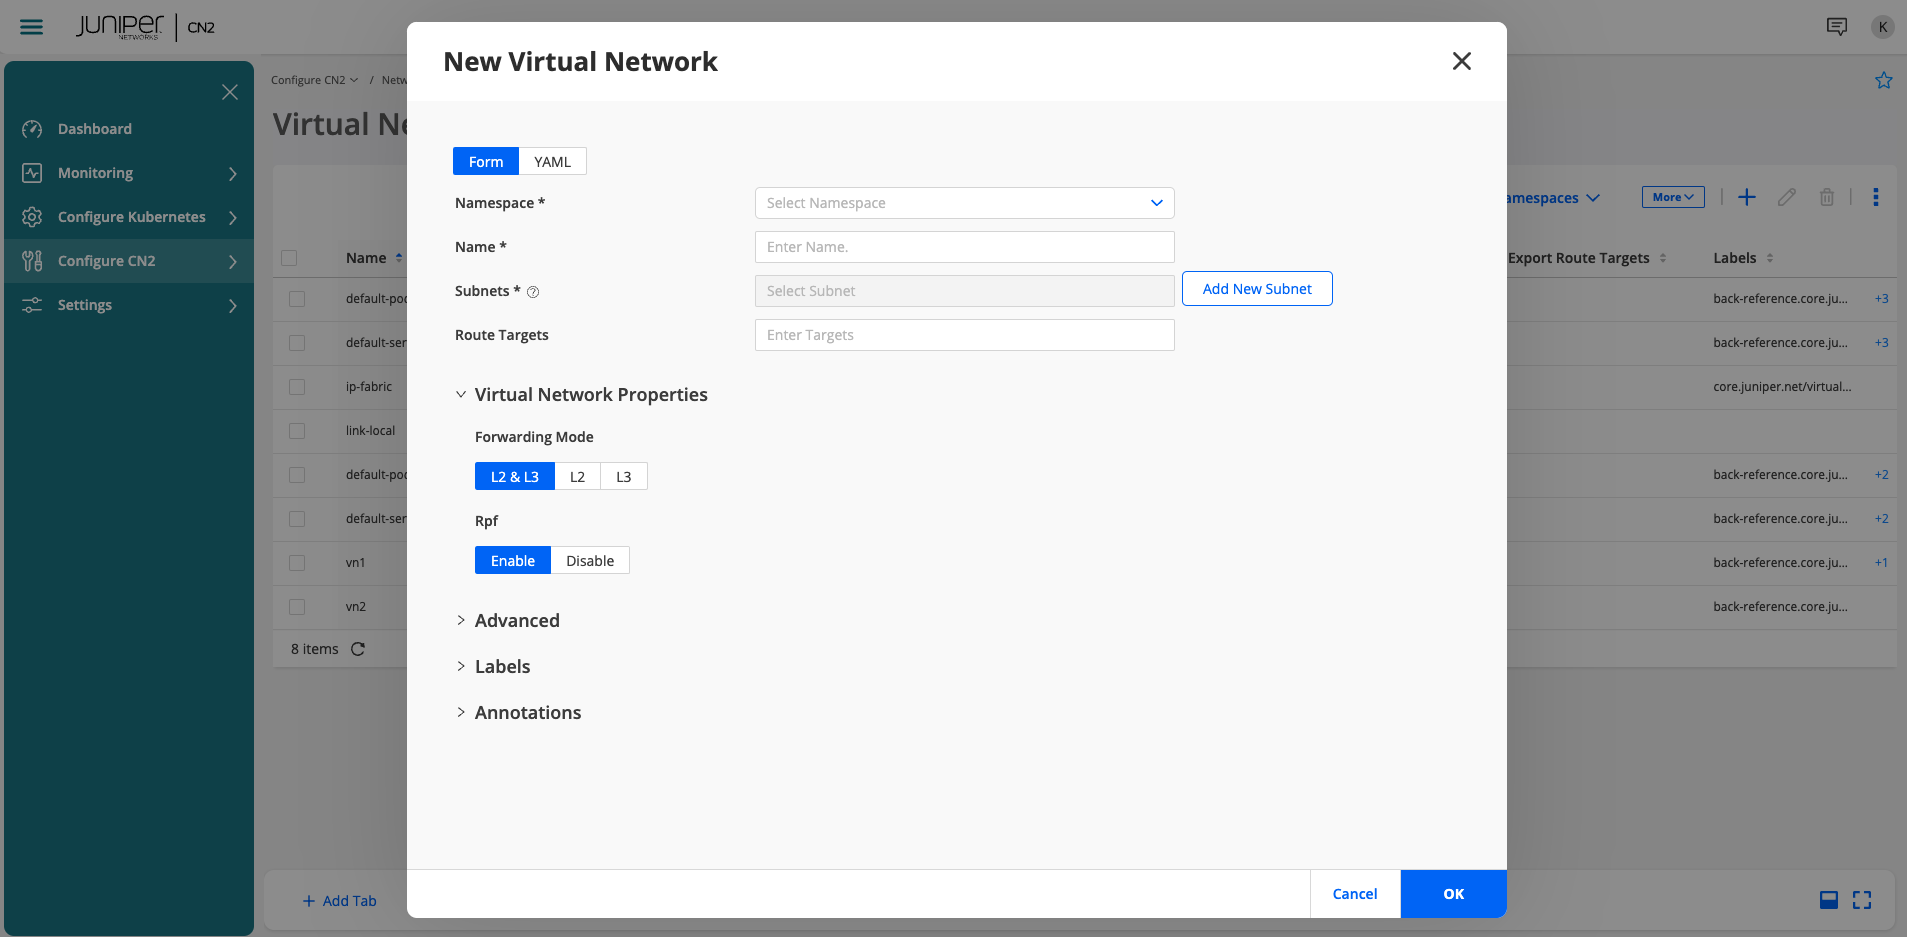 JUNIPER NETWORKS | CN2
K
Dashboard
Monitoring
Configure Kubernetes
Configure CN2
Settings
Configure CN2 / Netw
Virtual Ne
amespaces More
Name Export Route Targets Labels
default-pod back-reference.core.ju... +3
default-ser back-reference.core.ju... +3
ip-fabric core.juniper.net/virtual...
link-local
default-pod back-reference.core.ju... +2
default-ser back-reference.core.ju... +2
vn1 back-reference.core.ju... +1
vn2 back-reference.core.ju...
8 items
+ Add Tab
New Virtual Network
Form YAML
Namespace * Select Namespace
Name * Enter Name.
Subnets * ? Select Subnet Add New Subnet
Route Targets Enter Targets
Virtual Network Properties
Forwarding Mode
L2 & L3 L2 L3
Rpf
Enable Disable
Advanced
Labels
Annotations
Cancel OK